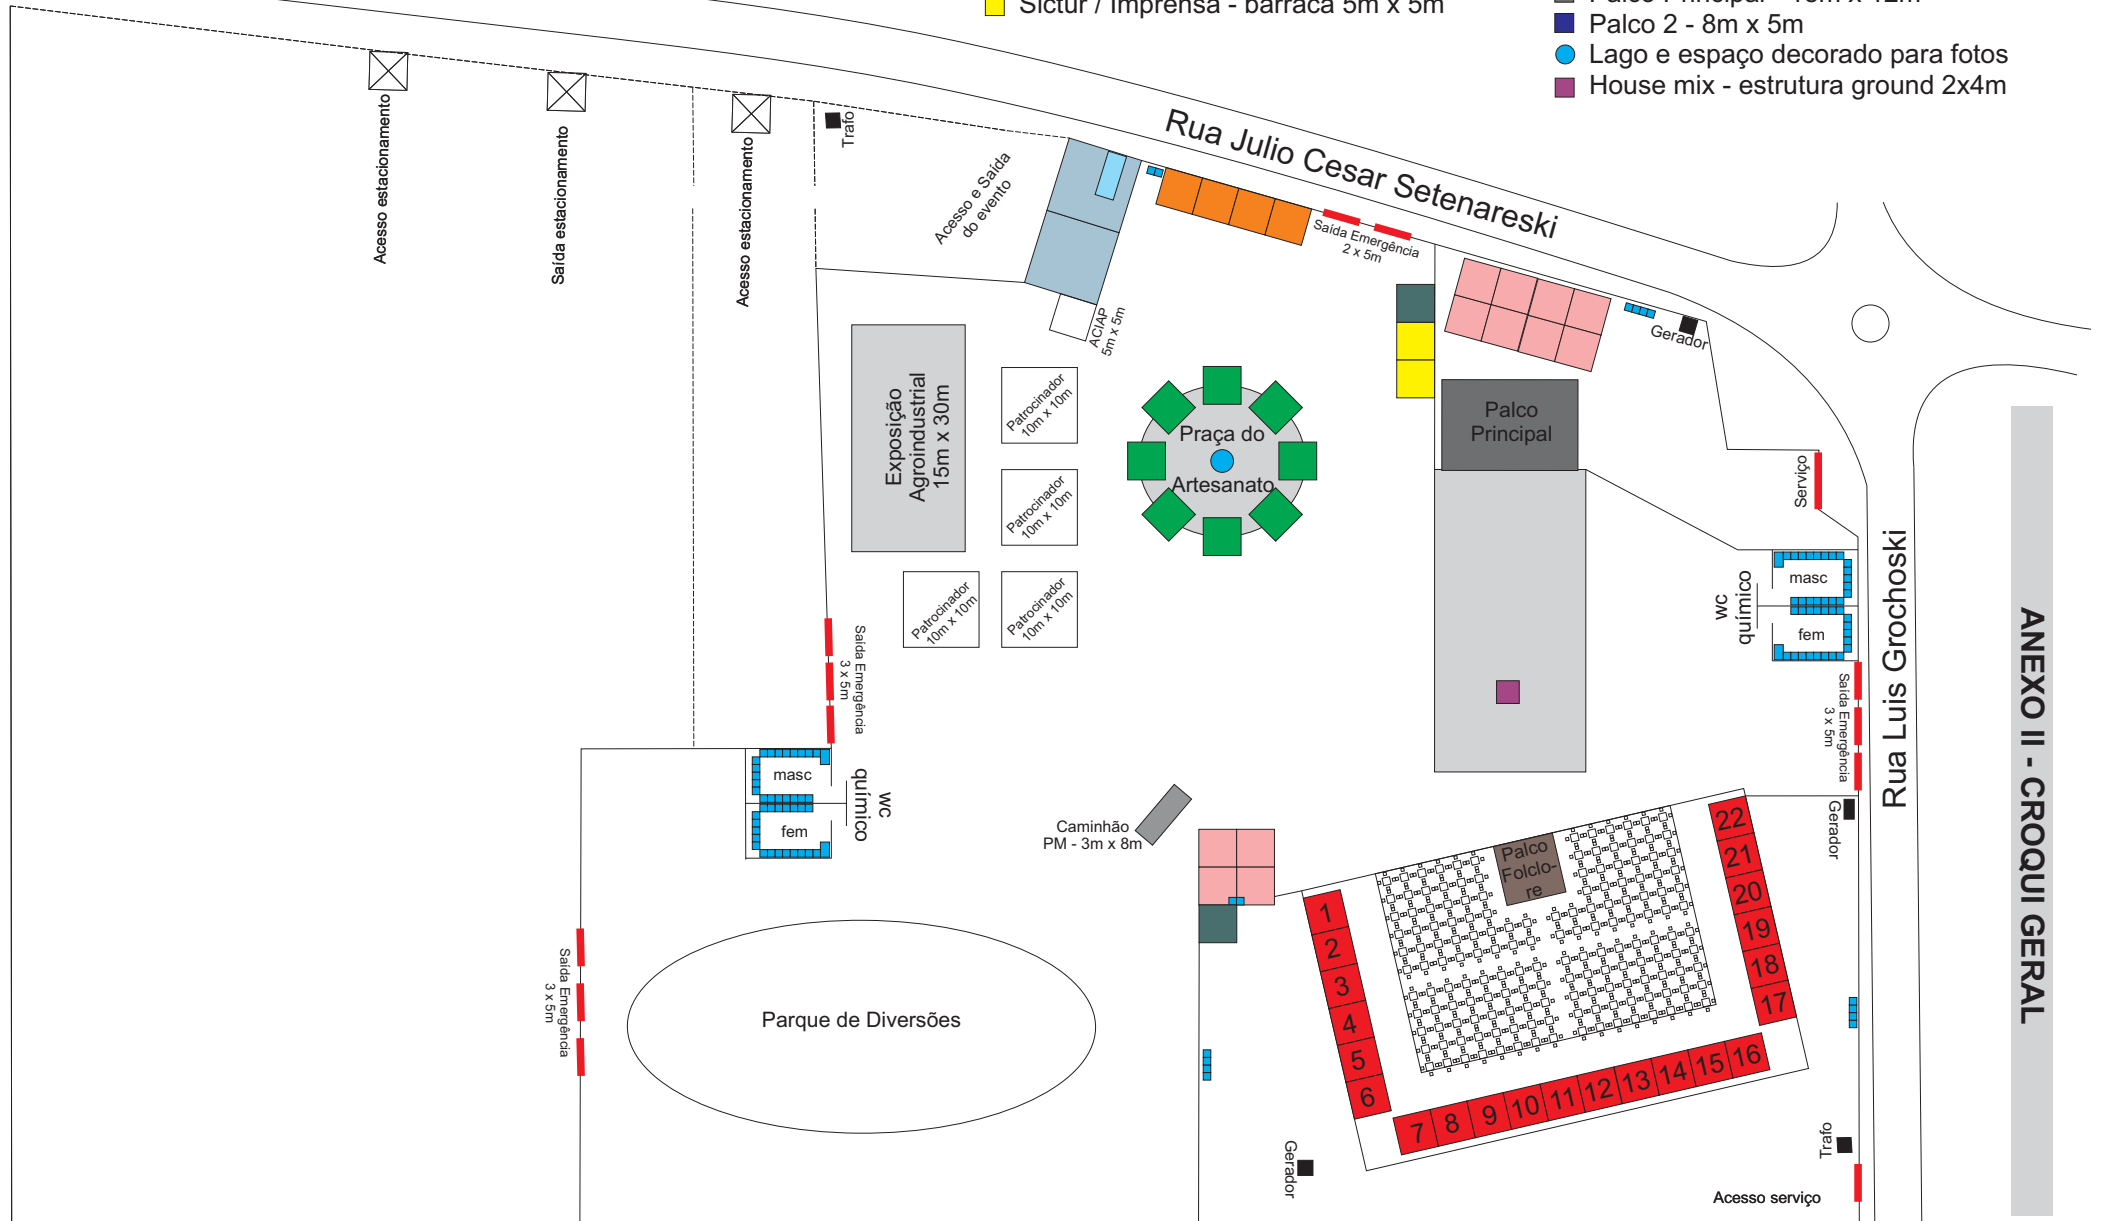 Sictur / Imprensa - barraca 5m x 5m
Palco 2 - 8m x 5m
Lago e espaço decorado para fotos
House mix - estrutura ground 2x4m
Rua Julio Cesar Setenareski
Acesso estacionamento
Saída estacionamento
Acesso estacionamento
Trafo
Acesso e Saída
do evento
ACIAP
5m x 5m
Saída Emergência
2 x 5m
Gerador
Exposição
Agroindustrial
15m x 30m
Patrocinador
10m x 10m
Patrocinador
10m x 10m
Patrocinador
10m x 10m
Patrocinador
10m x 10m
Praça do
Artesanato
Palco
Principal
Serviço
wc
químico
masc
fem
Rua Luis Grochoski
ANEXO II - CROQUI GERAL
Saída Emergência
3 x 5m
Saída Emergência
3 x 5m
masc
fem
wc
químico
Caminhão
PM - 3m x 8m
Gerador
Palco
Folclo-
re
22
21
20
19
18
17
1
2
3
4
5
6
7
8
9
10
11
12
13
14
15
16
Saída Emergência
3 x 5m
Parque de Diversões
Gerador
Trafo
Acesso serviço